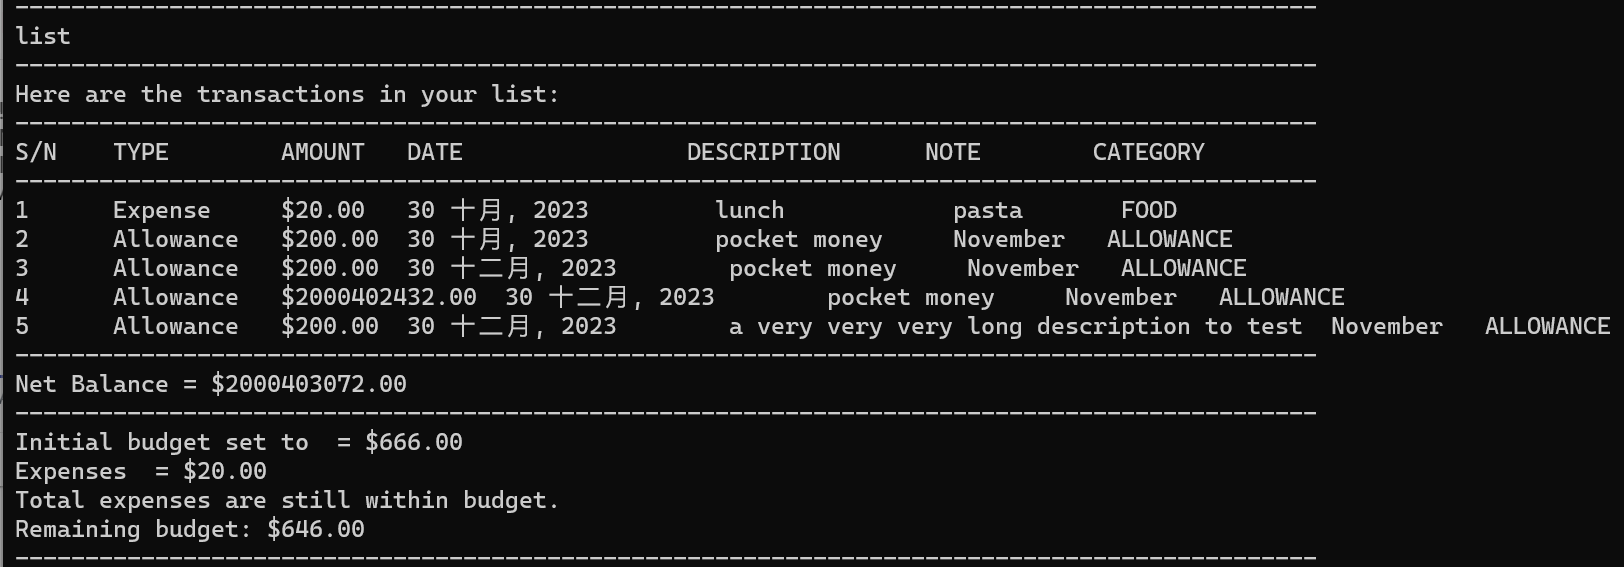 --------------------------------------------------------------------------------------------
list
--------------------------------------------------------------------------------------------
Here are the transactions in your list:
--------------------------------------------------------------------------------------------
S/N    TYPE        AMOUNT   DATE                DESCRIPTION      NOTE        CATEGORY
--------------------------------------------------------------------------------------------
1      Expense     $20.00   30 十月, 2023         lunch            pasta       FOOD
2      Allowance   $200.00  30 十月, 2023         pocket money     November   ALLOWANCE
3      Allowance   $200.00  30 十二月, 2023        pocket money     November   ALLOWANCE
4      Allowance   $2000402432.00  30 十二月, 2023        pocket money     November   ALLOWANCE
5      Allowance   $200.00  30 十二月, 2023        a very very very long description to test  November   ALLOWANCE
--------------------------------------------------------------------------------------------
Net Balance = $2000403072.00
--------------------------------------------------------------------------------------------
Initial budget set to  = $666.00
Expenses  = $20.00
Total expenses are still within budget.
Remaining budget: $646.00
--------------------------------------------------------------------------------------------